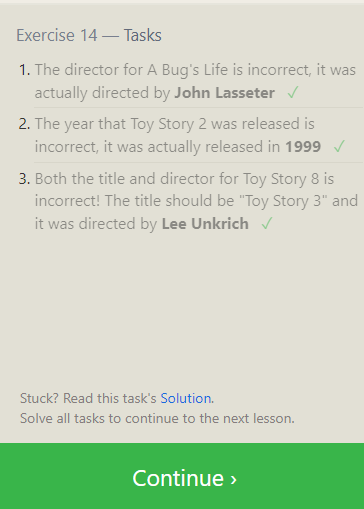 Exercise 14 — Tasks
1. The director for A Bug's Life is incorrect, it was
actually directed by John Lasseter ✓
2. The year that Toy Story 2 was released is
incorrect, it was actually released in 1999 ✓
3. Both the title and director for Toy Story 8 is
incorrect! The title should be "Toy Story 3" and
it was directed by Lee Unkrich ✓
Stuck? Read this task's Solution.
Solve all tasks to continue to the next lesson.
Continue ›